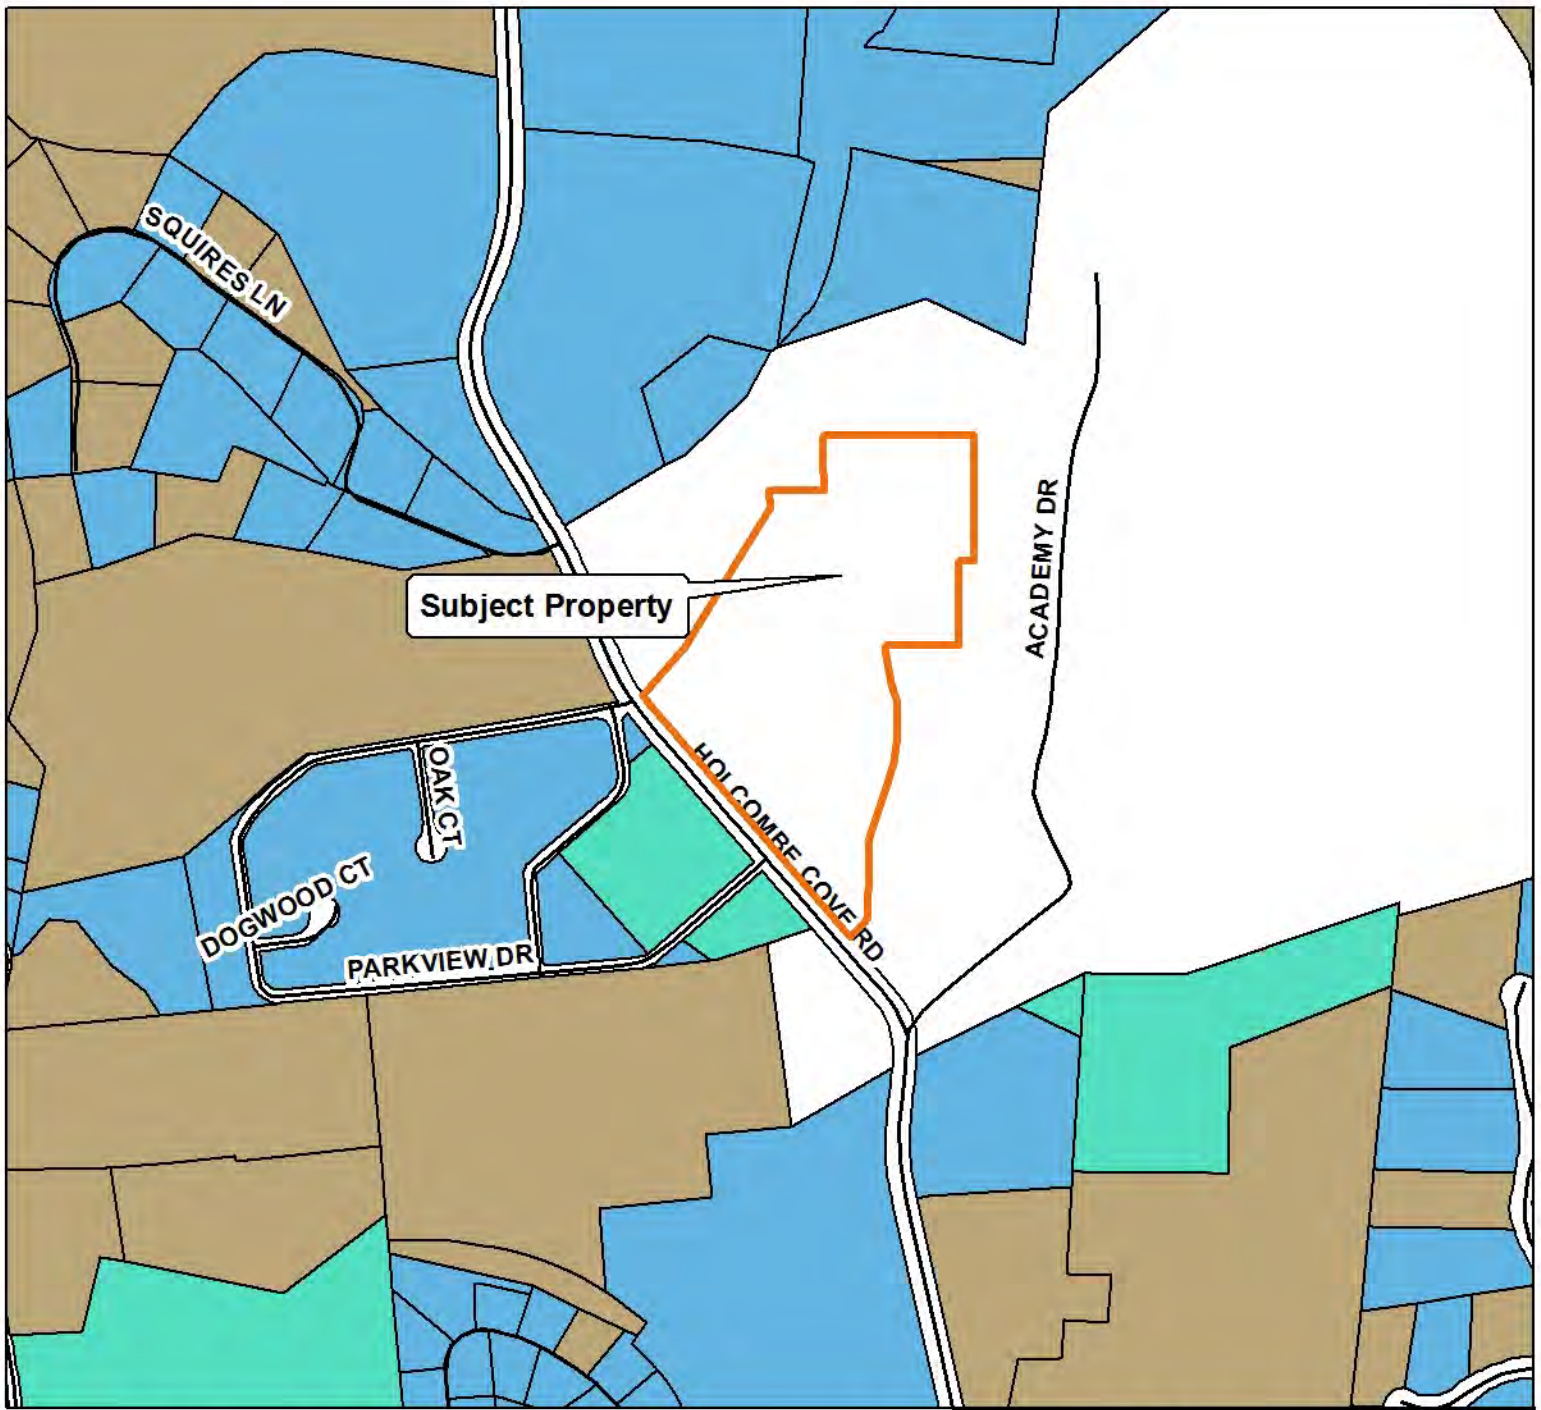 SQUIRES LN
ACADEMY DR
Subject Property
OAK CT
HOLCOMBE COVE RD
DOGWOOD CT
PARKVIEW DR